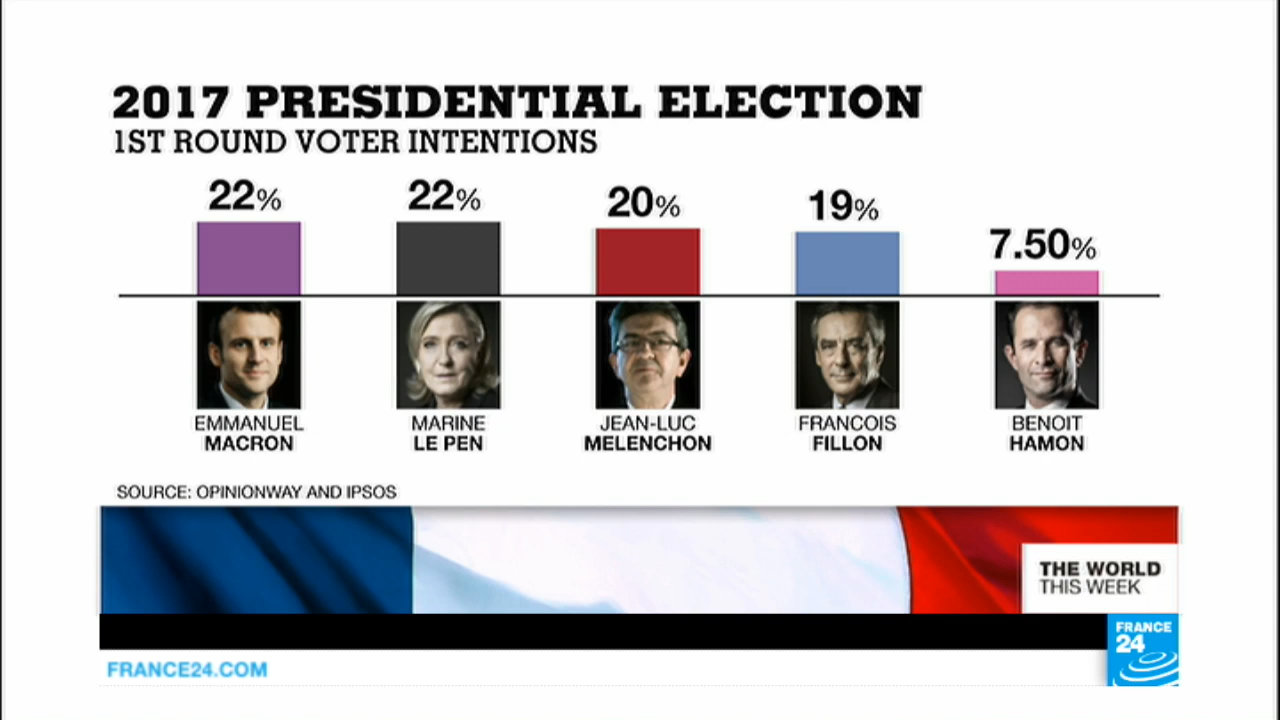 2017 PRESIDENTIAL ELECTION
1ST ROUND VOTER INTENTIONS
22% 22% 20% 19% 7.50%
EMMANUEL MARINE JEAN-LUC FRANCOIS BENOIT
MACRON LE PEN MELENCHON FILLON HAMON
SOURCE: OPINIONWAY AND IPSOS
THE WORLD
THIS WEEK
FRANCE
24
FRANCE24.COM